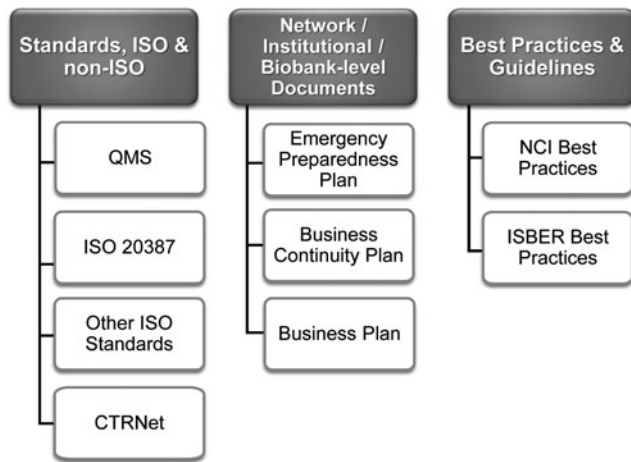 Standards, ISO &
non-ISO
QMS
ISO 20387
Other ISO
Standards
CTRNet
Network /
Institutional /
Biobank-level
Documents
Emergency
Preparedness
Plan
Business
Continuity Plan
Business Plan
Best Practices &
Guidelines
NCI Best
Practices
ISBER Best
Practices